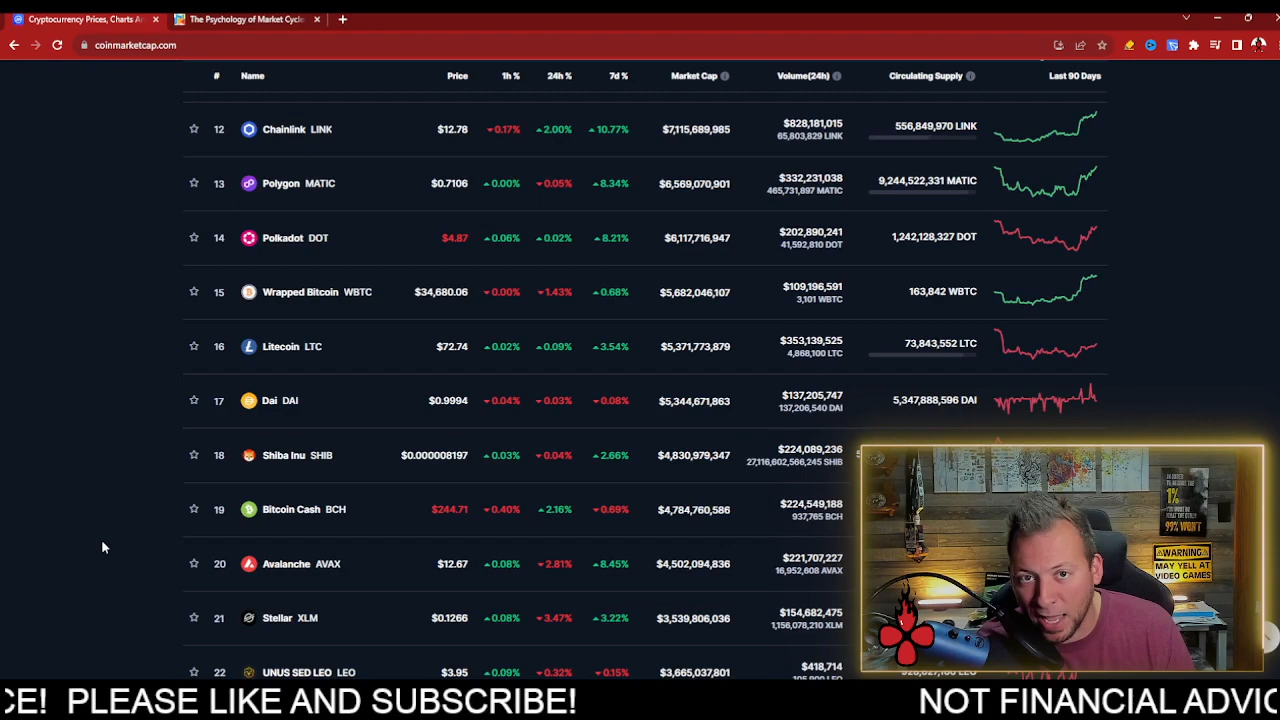 Cryptocurrency Prices, Charts A
The Psychology of Market Cycle
coinmarketcap.com
# Name Price 1h % 24h % 7d % Market Cap Volume(24h) Circulating Supply Last 90 Days
12 Chainlink LINK $12.78 0.17% 2.00% 10.77% $7,115,689,985 $828,181,015 556,849,970 LINK
65,803,829 LINK
13 Polygon MATIC $0.7106 0.00% 0.05% 8.34% $6,569,070,901 $332,231,038 9,244,522,331 MATIC
465,731,897 MATIC
14 Polkadot DOT $4.87 0.06% 0.02% 8.21% $6,117,716,947 $202,890,241 1,242,128,327 DOT
41,592,810 DOT
15 Wrapped Bitcoin WBTC $34,680.06 0.00% 1.43% 0.68% $5,682,046,107 $109,196,591 163,842 WBTC
3,101 WBTC
16 Litecoin LTC $72.74 0.02% 0.09% 3.54% $5,371,773,879 $353,139,525 73,843,552 LTC
4,868,100 LTC
17 Dai DAI $0.9994 0.04% 0.03% 0.08% $5,344,671,863 $137,205,747 5,347,888,596 DAI
137,206,540 DAI
18 Shiba Inu SHIB $0.000008197 0.03% 0.04% 2.66% $4,830,979,347 $224,089,236
27,116,602,566,245 SHIB
19 Bitcoin Cash BCH $244.71 0.40% 2.16% 0.69% $4,784,760,586 $224,549,188
937,765 BCH
20 Avalanche AVAX $12.67 0.08% 2.81% 8.45% $4,502,094,836 $221,707,227
16,952,608 AVAX
21 Stellar XLM $0.1266 0.08% 3.47% 3.22% $3,539,806,036 $154,682,475
1,156,078,210 XLM
22 UNUS SED LEO LEO $3.95 0.09% 0.32% 0.15% $3,665,037,801 $418,714
1%
99% WON'T
WARNING
MAY YELL AT
VIDEO GAMES
CE! PLEASE LIKE AND SUBSCRIBE! NOT FINANCIAL ADVIC